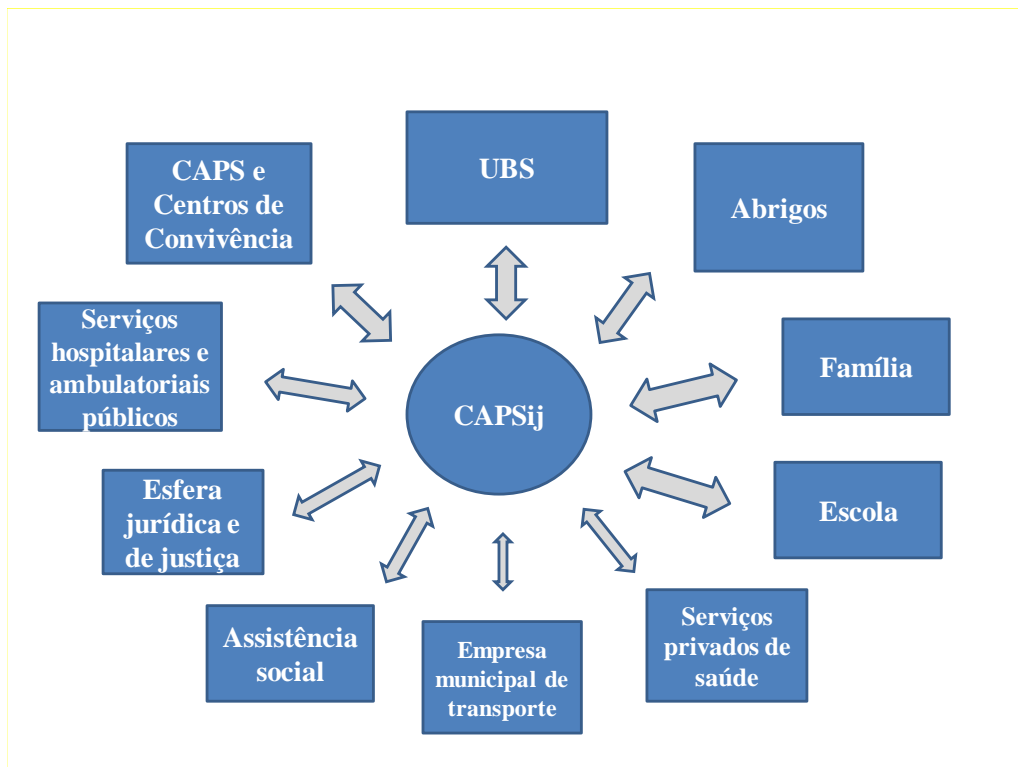 UBS
CAPS e
Centros de
Convivência
Abrigos
Serviços
hospitalares e
ambulatoriais
públicos
Família
CAPSij
Esfera
jurídica e
de justiça
Escola
Assistência
social
Empresa
municipal de
transporte
Serviços
privados de
saúde